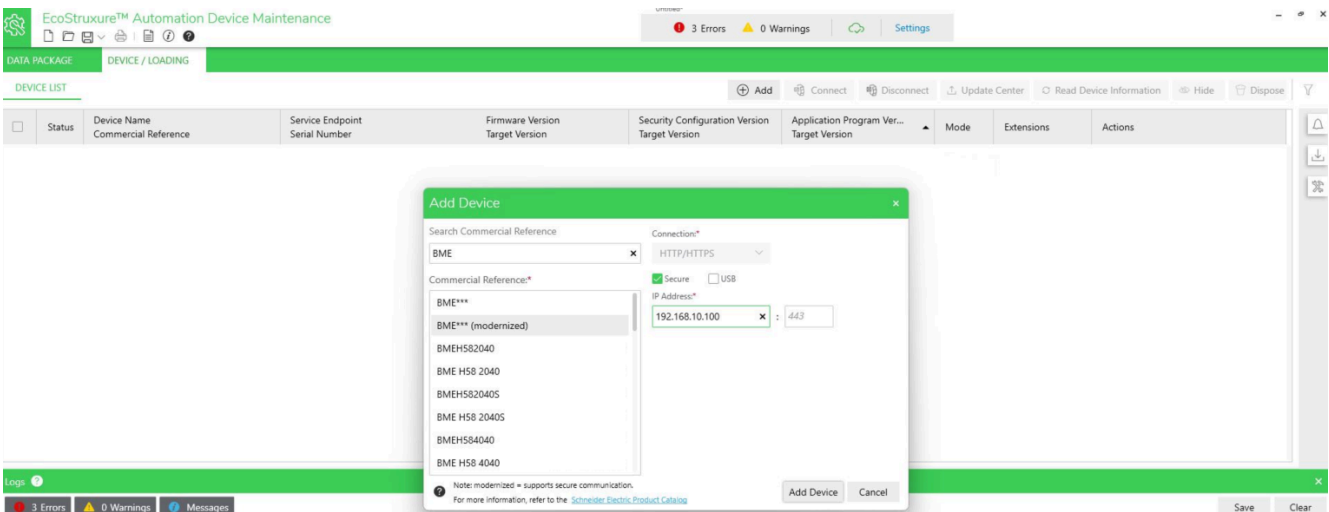 Untitled*
EcoStruxure™ Automation Device Maintenance
3 Errors 0 Warnings Settings
DATA PACKAGE DEVICE / LOADING
DEVICE LIST
Add Connect Disconnect Update Center Read Device Information Hide Dispose
Status Device Name Service Endpoint Firmware Version Security Configuration Version Application Program Ver... Mode Extensions Actions
Commercial Reference Serial Number Target Version Target Version Target Version
Add Device
Search Commercial Reference
BME
Commercial Reference:*
BME***
BME*** (modernized)
BMEH582040
BME H58 2040
BMEH582040S
BME H58 2040S
BMEH584040
BME H58 4040
Connection:*
HTTP/HTTPS
Secure USB
IP Address:*
192.168.10.100 : 443
Note: modernized = supports secure communication.
For more information, refer to the Schneider Electric Product Catalog
Add Device Cancel
Logs
3 Errors 0 Warnings Messages Save Clear